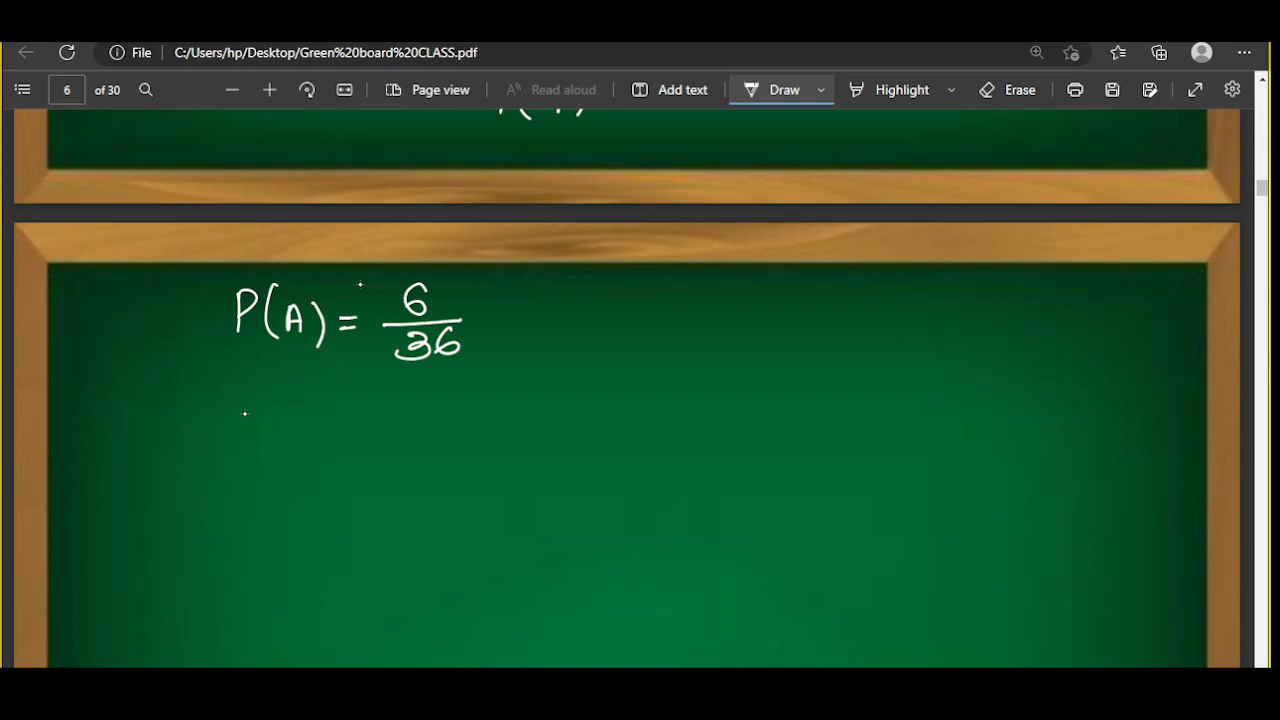 File C:/Users/hp/Desktop/Green%20board%20CLASS.pdf
6 of 30 Page view Read aloud Add text Draw Highlight Erase
P(A) = 6/36